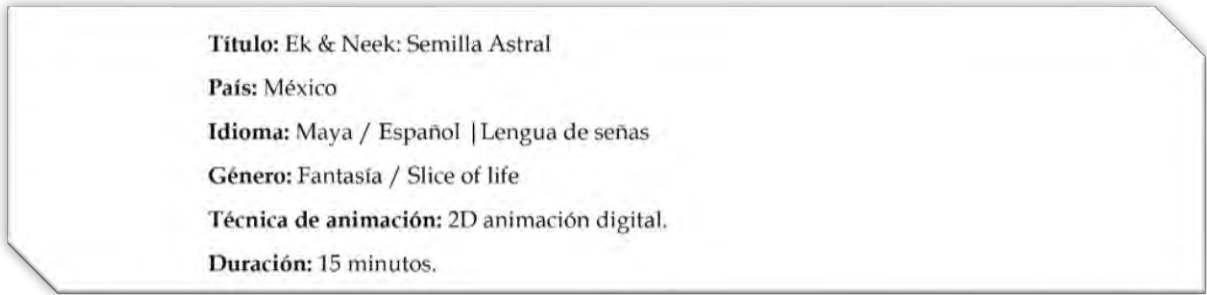 Título: Ek & Neek: Semilla Astral
País: México
Idioma: Maya / Español |Lengua de señas
Género: Fantasía / Slice of life
Técnica de animación: 2D animación digital.
Duración: 15 minutos.